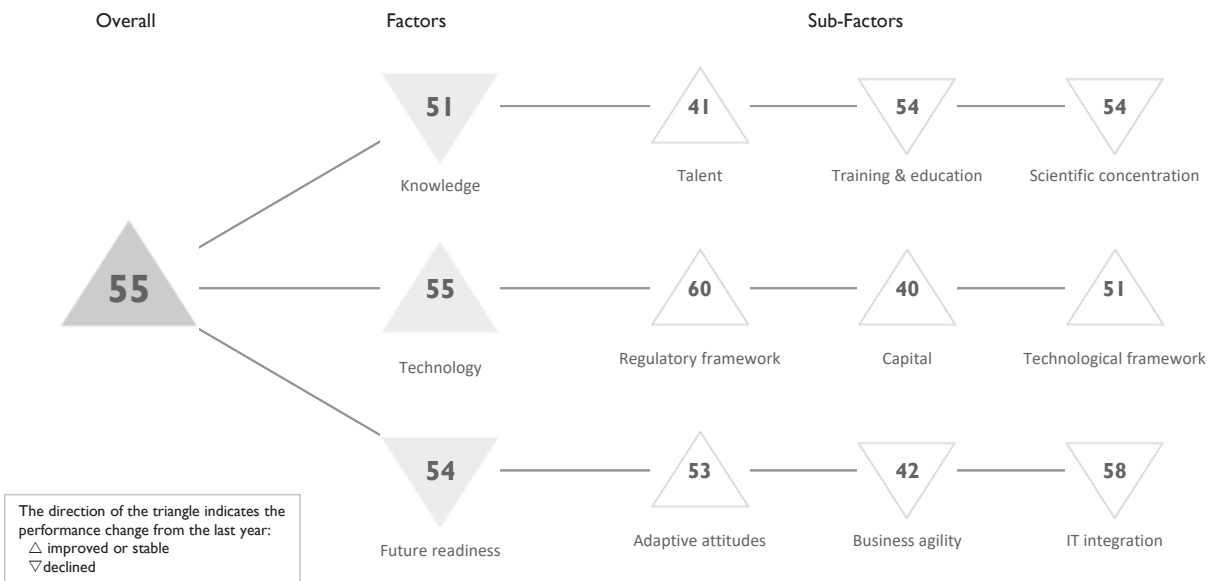 Overall Factors Sub-Factors
51 41 54 54
Knowledge Talent Training & education Scientific concentration
55 55 60 40 51
Technology Regulatory framework Capital Technological framework
54 53 42 58
Future readiness Adaptive attitudes Business agility IT integration
The direction of the triangle indicates the
performance change from the last year:
△ improved or stable
▽ declined